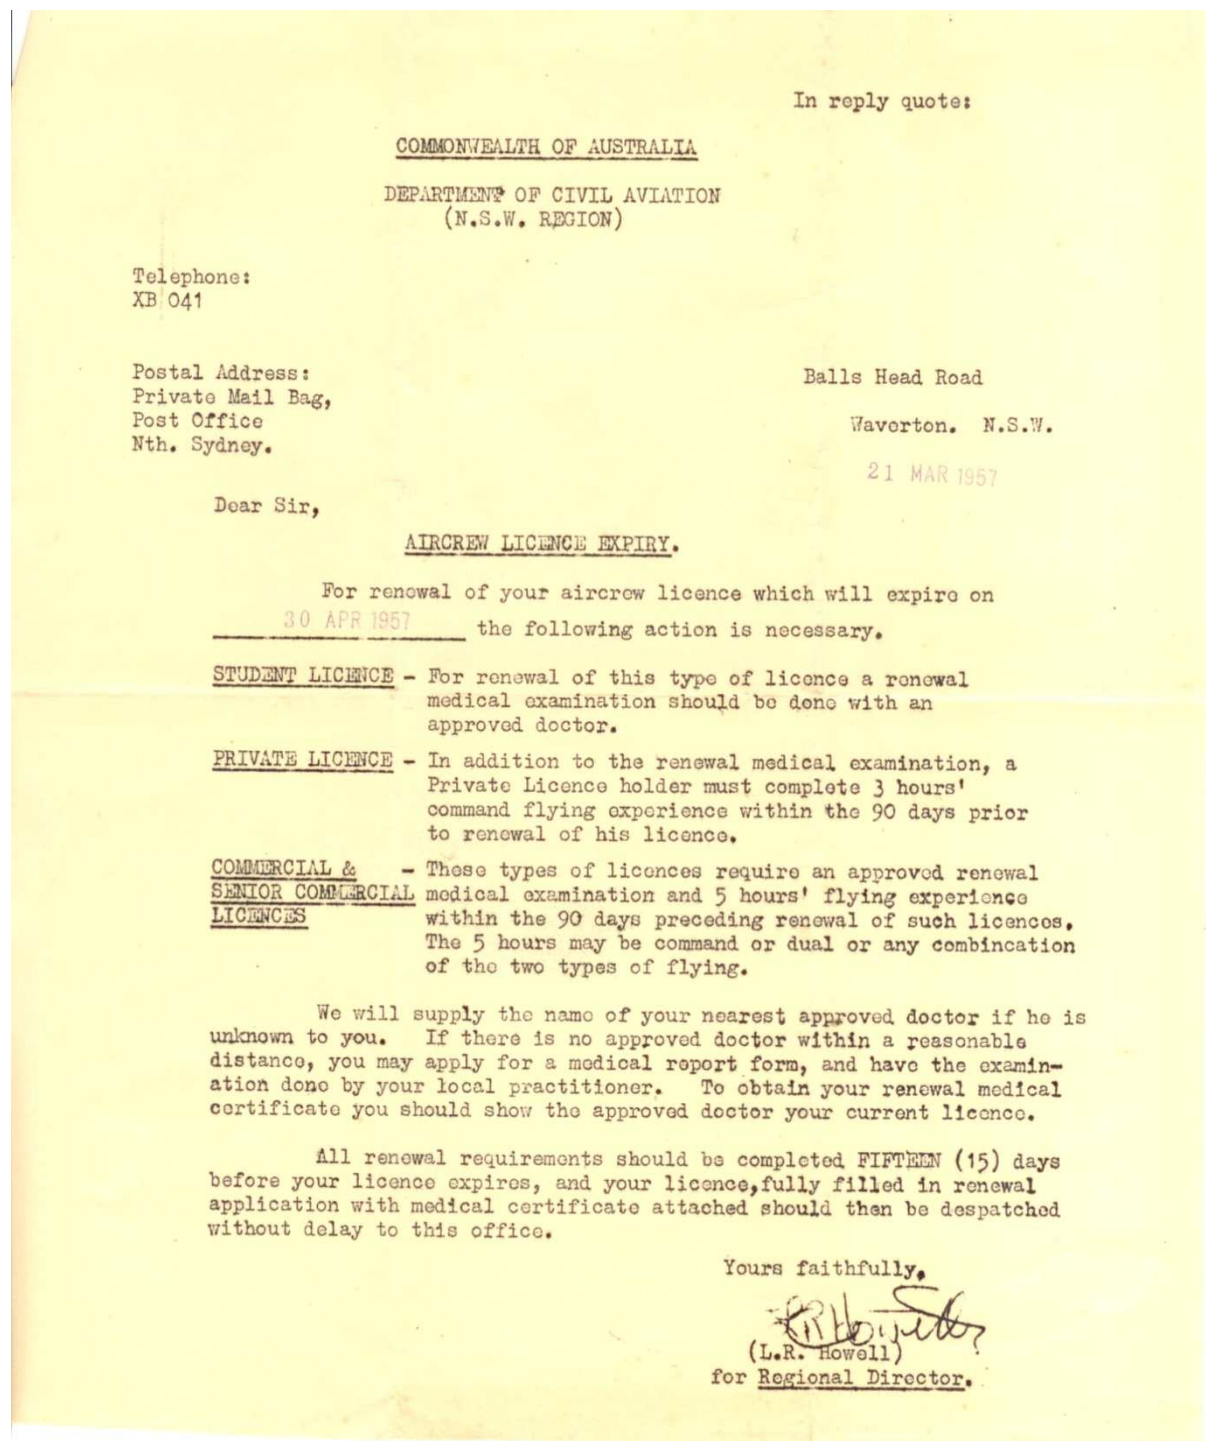 In reply quote:
COMMONWEALTH OF AUSTRALIA
DEPARTMENT OF CIVIL AVIATION
(N.S.W. REGION)
Telephone:
XB 041
Postal Address:
Private Mail Bag,
Post Office
Nth. Sydney.
Balls Head Road
Waverton. N.S.W.
21 MAR 1957
Dear Sir,
AIRCREW LICENCE EXPIRY.
For renewal of your aircrew licence which will expire on
30 APR 1957 the following action is necessary.
STUDENT LICENCE - For renewal of this type of licence a renewal
medical examination should be done with an
approved doctor.
PRIVATE LICENCE - In addition to the renewal medical examination, a
Private Licence holder must complete 3 hours'
command flying experience within the 90 days prior
to renewal of his licence.
COMMERCIAL & - These types of licences require an approved renewal
SENIOR COMMERCIAL medical examination and 5 hours' flying experience
LICENCES within the 90 days preceding renewal of such licences.
The 5 hours may be command or dual or any combincation
of the two types of flying.
We will supply the name of your nearest approved doctor if he is
unknown to you. If there is no approved doctor within a reasonable
distance, you may apply for a medical report form, and have the examin-
ation done by your local practitioner. To obtain your renewal medical
certificate you should show the approved doctor your current licence.
All renewal requirements should be completed FIFTEEN (15) days
before your licence expires, and your licence,fully filled in renewal
application with medical certificate attached should then be despatched
without delay to this office.
Yours faithfully,
(L.R. Howell)
for Regional Director.